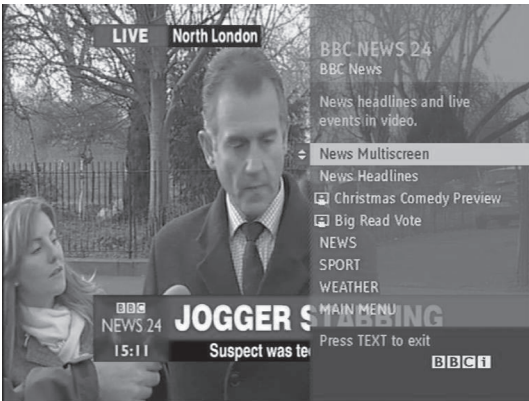 LIVE North London
BBC NEWS 24
BBC News
News headlines and live
events in video.
News Multiscreen
News Headlines
Christmas Comedy Preview
Big Read Vote
NEWS
SPORT
WEATHER
MAIN MENU
Press TEXT to exit
BBCi
BBC
NEWS 24
15:11
JOGGER STABBING
Suspect was